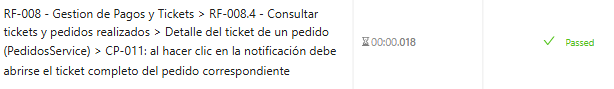 RF-008 - Gestion de Pagos y Tickets > RF-008.4 - Consultar
tickets y pedidos realizados > Detalle del ticket de un pedido
(PedidosService) > CP-011: al hacer clic en la notificación debe
abrirse el ticket completo del pedido correspondiente
00:00.018
Passed